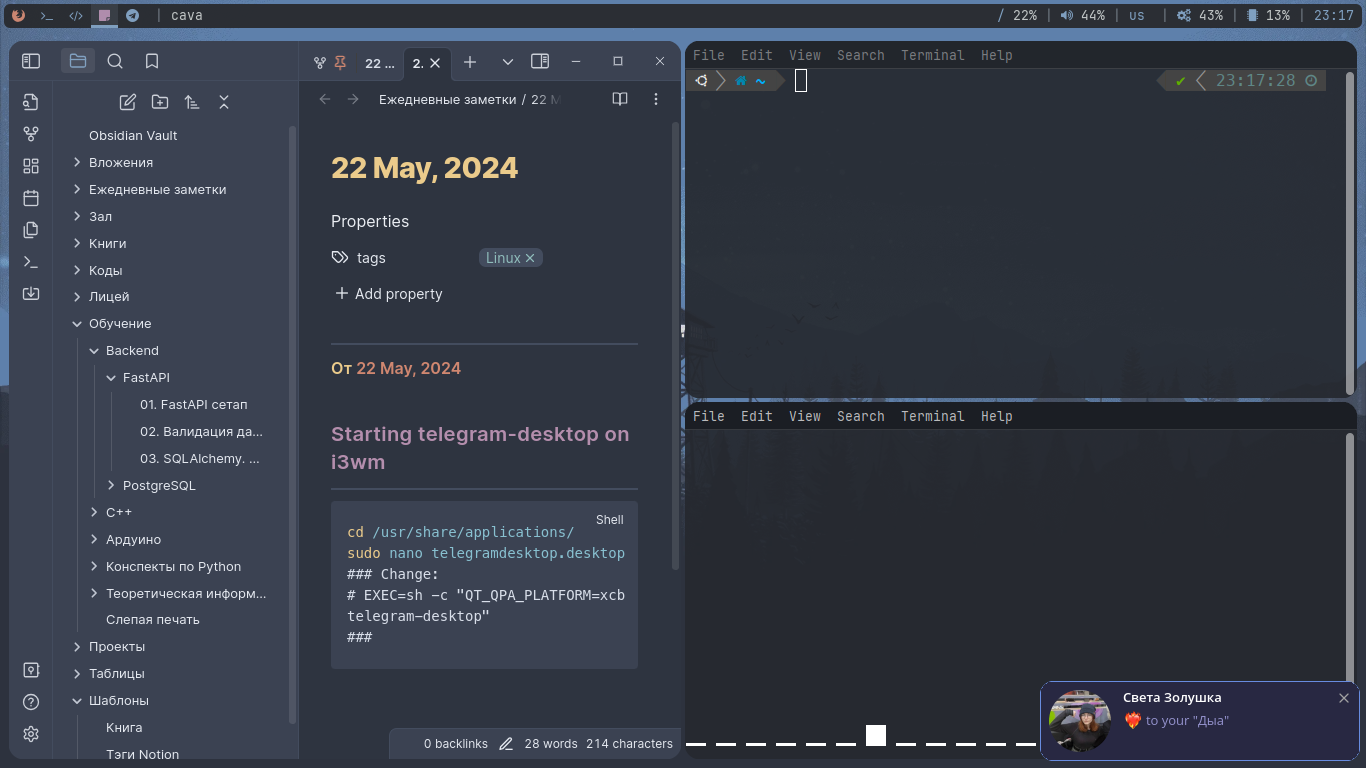 cava
/ 22% | 44% | US | 43% | 13% | 23:17
22 ...
2.
Ежедневные заметки / 22 M
Obsidian Vault
Вложения
Ежедневные заметки
Зал
Книги
Коды
Лицей
Обучение
Backend
FastAPI
01. FastAPI сетап
02. Валидация да...
03. SQLAlchemy. ...
PostgreSQL
C++
Ардуино
Конспекты по Python
Теоретическая информ...
Слепая печать
Проекты
Таблицы
Шаблоны
Книга
Тэги Notion
22 May, 2024
Properties
tags Linux
Add property
От 22 May, 2024
Starting telegram-desktop on
i3wm
Shell
cd /usr/share/applications/
sudo nano telegramdesktop.desktop
### Change:
# EXEC=sh -c "QT_QPA_PLATFORM=xcb
telegram-desktop"
###
0 backlinks 28 words 214 characters
File Edit View Search Terminal Help
~ 23:17:28
File Edit View Search Terminal Help
Света Золушка
❤️‍🔥 to your "Дыа"